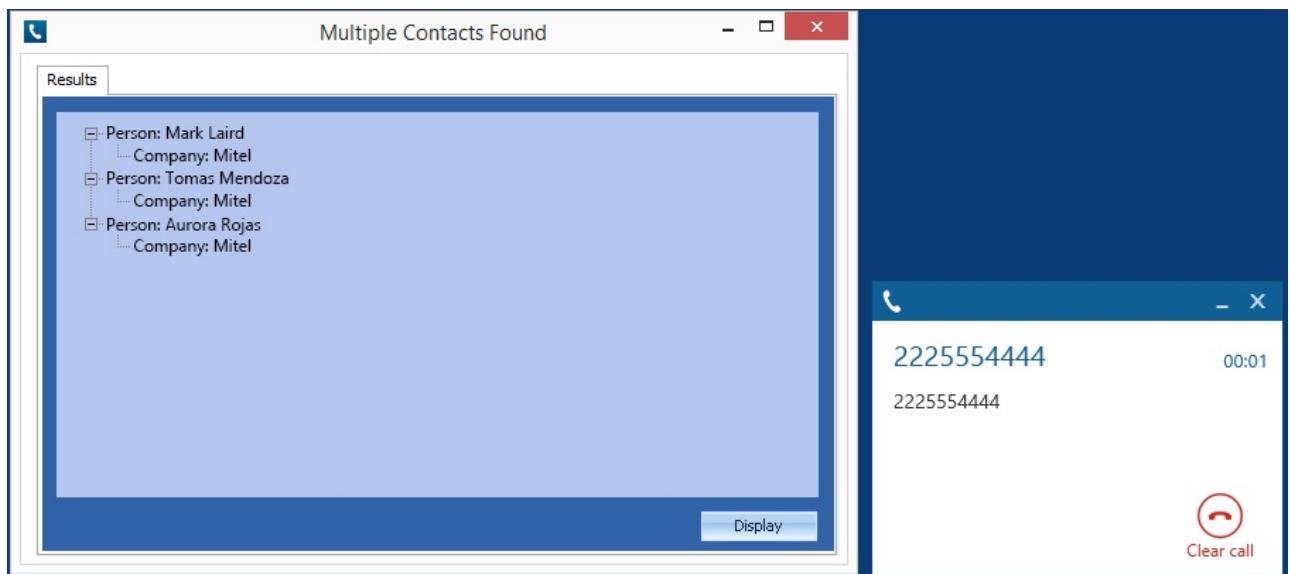 Multiple Contacts Found
Results
Person: Mark Laird
Company: Mitel
Person: Tomas Mendoza
Company: Mitel
Person: Aurora Rojas
Company: Mitel
Display
2225554444 00:01
2225554444
Clear call